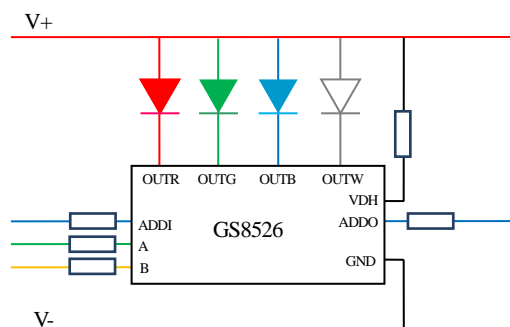 V+
OUTR OUTG OUTB OUTW
VDH
ADDI GS8526 ADDO
A
B GND
V-